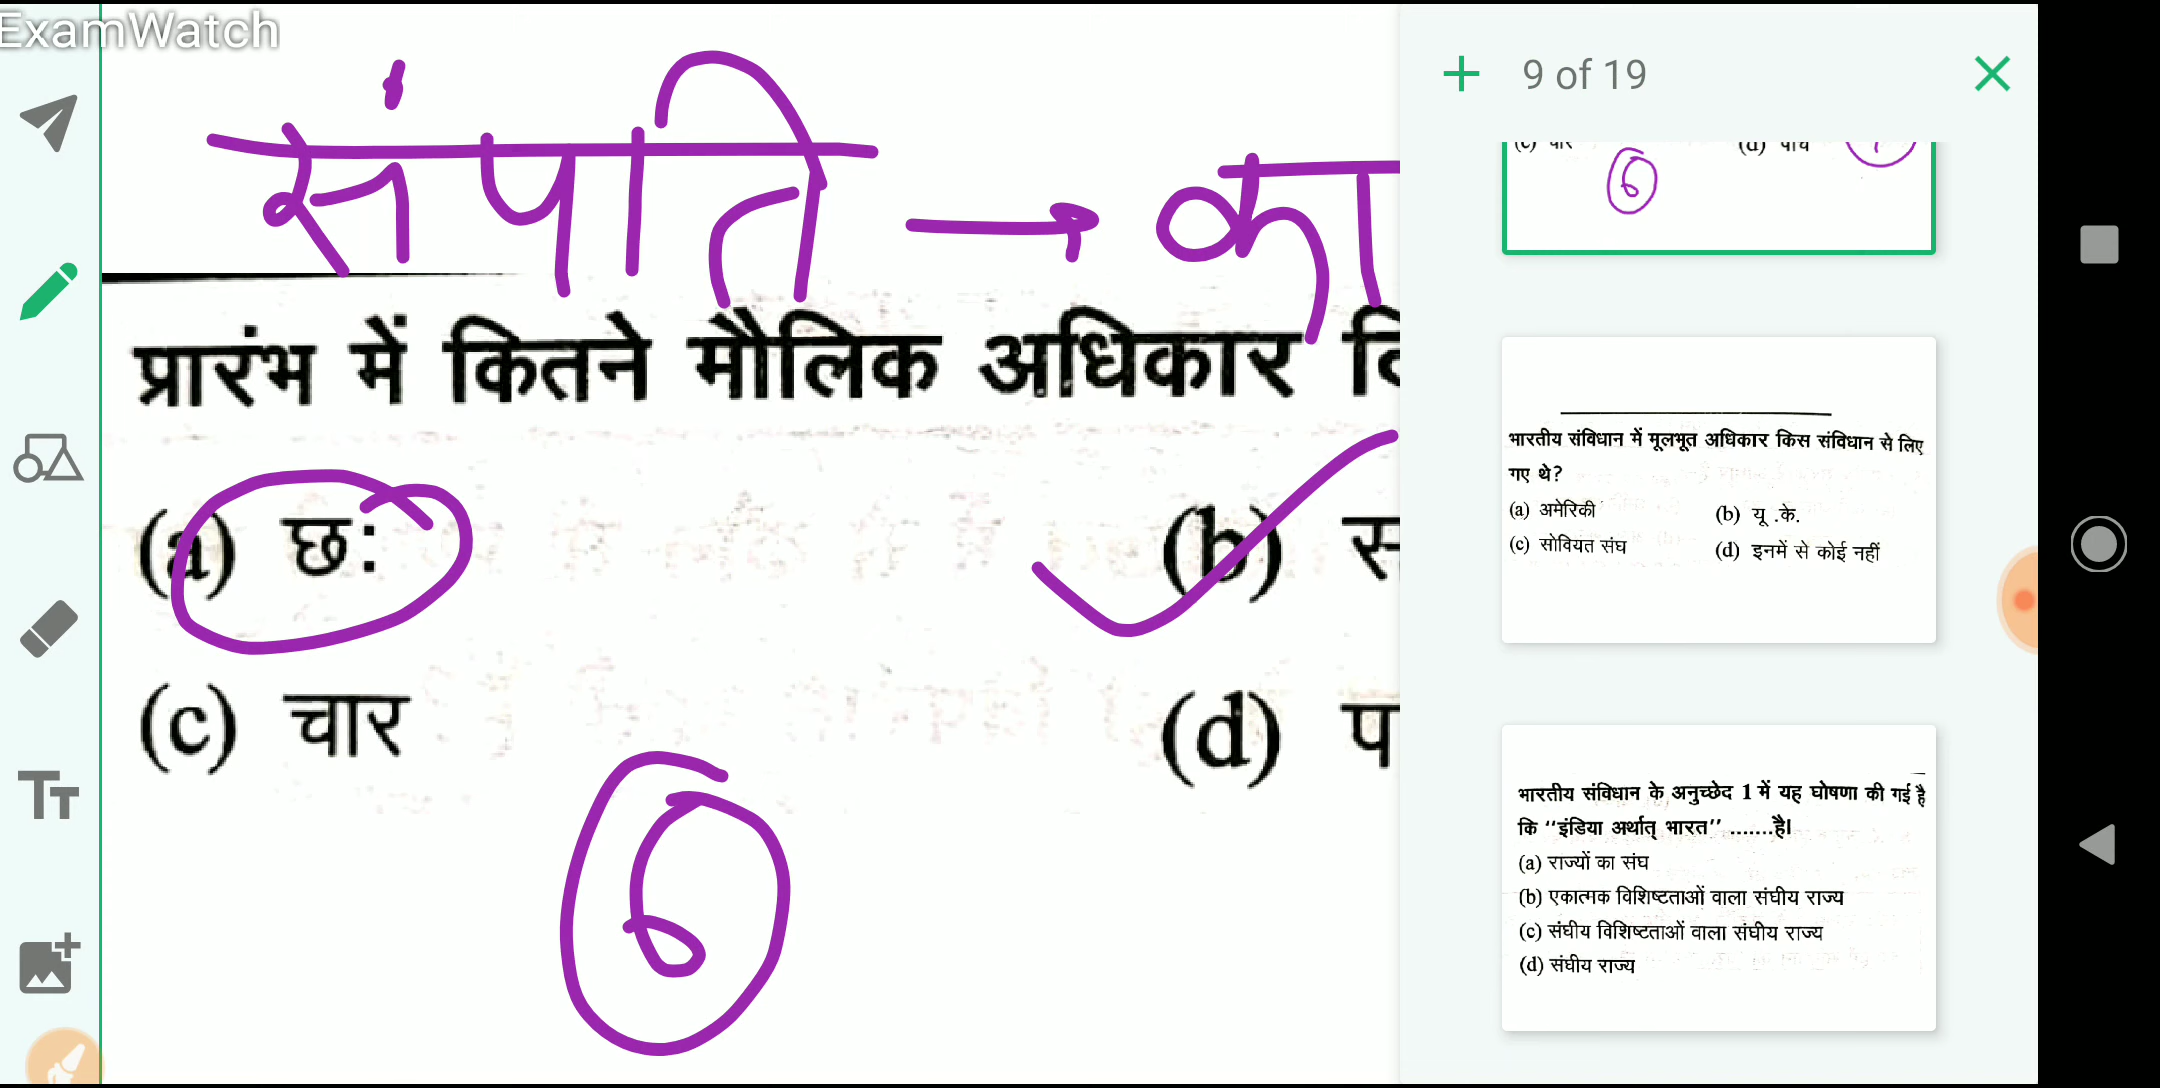 ExamWatch
संपाति → का
प्रारंभ में कितने मौलिक अधिकार
(a) छः
(b)
(c) चार
(d)
6
9 of 19
(c) चार
(d) पांच
6
भारतीय संविधान में मूलभूत अधिकार किस संविधान से लिए
गए थे?
(a) अमेरिकी
(b) यू .के.
(c) सोवियत संघ
(d) इनमें से कोई नहीं
भारतीय संविधान के अनुच्छेद 1 में यह घोषणा की गई है
कि "इंडिया अर्थात् भारत" .......है।
(a) राज्यों का संघ
(b) एकात्मक विशिष्टताओं वाला संघीय राज्य
(c) संघीय विशिष्टताओं वाला संघीय राज्य
(d) संघीय राज्य
Tт